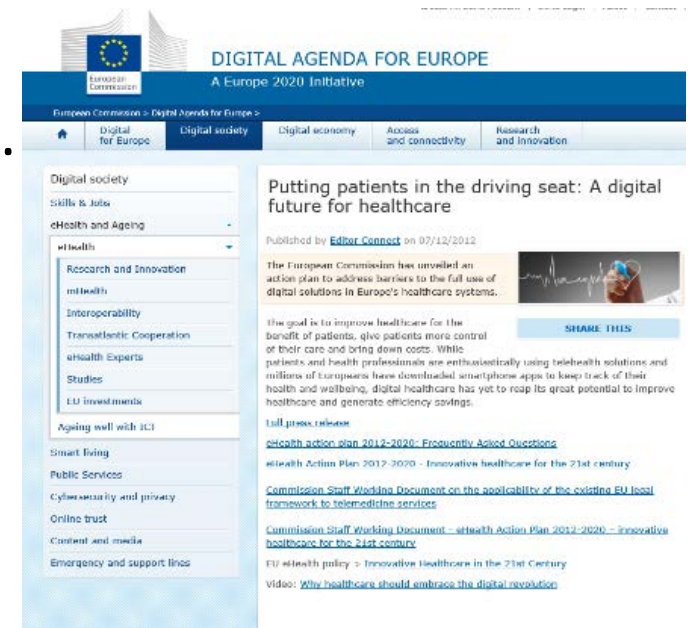 DIGITAL AGENDA FOR EUROPE
European
Commission
A Europe 2020 Initiative
European Commission > Digital Agenda for Europe >
Digital
for Europe
Digital society
Digital economy
Access
and connectivity
Research
and innovation
Digital society
Skills & Jobs
eHealth and Ageing
eHealth
Research and Innovation
mHealth
Interoperability
Transatlantic Cooperation
eHealth Experts
Studies
EU investments
Ageing well with ICT
Smart living
Public Services
Cybersecurity and privacy
Online trust
Content and media
Emergency and support lines
Putting patients in the driving seat: A digital
future for healthcare
Published by Editor Connect on 07/12/2012
The European Commission has unveiled an
action plan to address barriers to the full use of
digital solutions in Europe's healthcare systems.
SHARE THIS
The goal is to improve healthcare for the
benefit of patients, give patients more control
of their care and bring down costs. While
patients and health professionals are enthusiastically using telehealth solutions and
millions of Europeans have downloaded smartphone apps to keep track of their
health and wellbeing, digital healthcare has yet to reap its great potential to improve
healthcare and generate efficiency savings.
Full press release
eHealth action plan 2012-2020: Frequently Asked Questions
eHealth Action Plan 2012-2020 - Innovative healthcare for the 21st century
Commission Staff Working Document on the applicability of the existing EU legal
framework to telemedicine services
Commission Staff Working Document - eHealth Action Plan 2012-2020 – innovative
healthcare for the 21st century
EU eHealth policy > Innovative Healthcare in the 21st Century
Video: Why healthcare should embrace the digital revolution